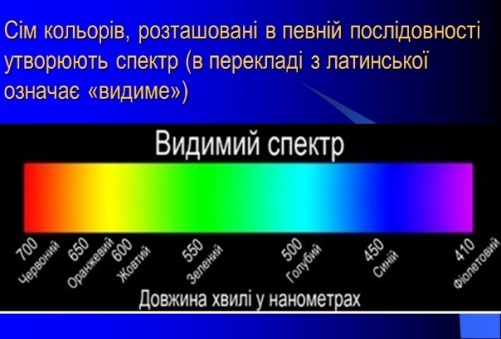 Сім кольорів, розташовані в певній послідовності
утворюють спектр (в перекладі з латинської
означає «видиме»)
Видимий спектр
700 650 600 550 500 450 410
Червоний Оранжевий Жовтий Зелений Голубий Синій Фіолетовий
Довжина хвилі у нанометрах